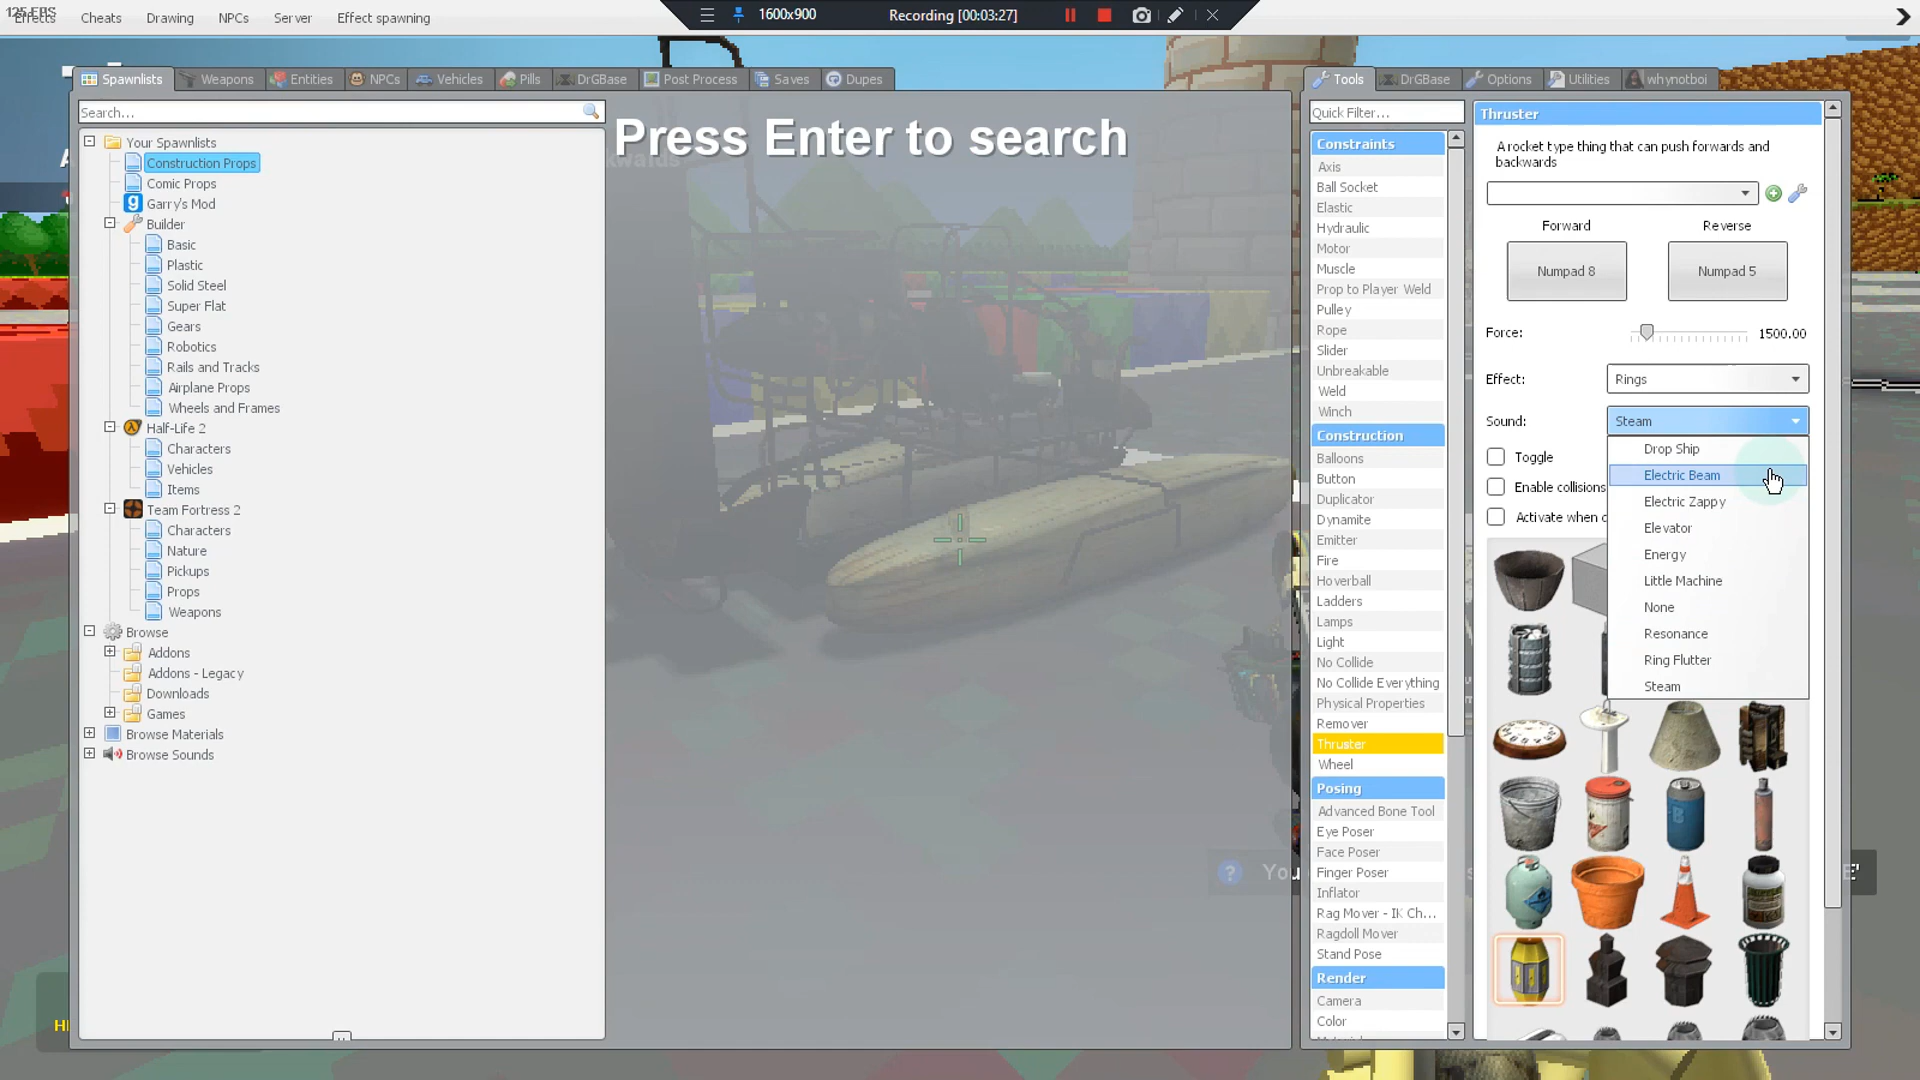 125 FPS
Effects Cheats Drawing NPCs Server Effect spawning
1600x900 Recording [00:03:27]
Spawnlists Weapons Entities NPCs Vehicles Pills DrGBase Post Process Saves Dupes
Search...
Press Enter to search
Your Spawnlists
Construction Props
Comic Props
Garry's Mod
Builder
Basic
Plastic
Solid Steel
Super Flat
Gears
Robotics
Rails and Tracks
Airplane Props
Wheels and Frames
Half-Life 2
Characters
Vehicles
Items
Team Fortress 2
Characters
Nature
Pickups
Props
Weapons
Browse
Addons
Addons - Legacy
Downloads
Games
Browse Materials
Browse Sounds
Tools DrGBase Options Utilities whynotboi
Quick Filter...
Constraints
Axis
Ball Socket
Elastic
Hydraulic
Motor
Muscle
Prop to Player Weld
Pulley
Rope
Slider
Unbreakable
Weld
Winch
Construction
Balloons
Button
Duplicator
Dynamite
Emitter
Fire
Hoverball
Ladders
Lamps
Light
No Collide
No Collide Everything
Physical Properties
Remover
Thruster
Wheel
Posing
Advanced Bone Tool
Eye Poser
Face Poser
Finger Poser
Inflator
Rag Mover - IK Ch...
Ragdoll Mover
Stand Pose
Render
Camera
Color
Thruster
A rocket type thing that can push forwards and
backwards
Forward Reverse
Numpad 8 Numpad 5
Force: 1500.00
Effect: Rings
Sound: Steam
Toggle
Enable collisions
Activate when
Drop Ship
Electric Beam
Electric Zappy
Elevator
Energy
Little Machine
None
Resonance
Ring Flutter
Steam